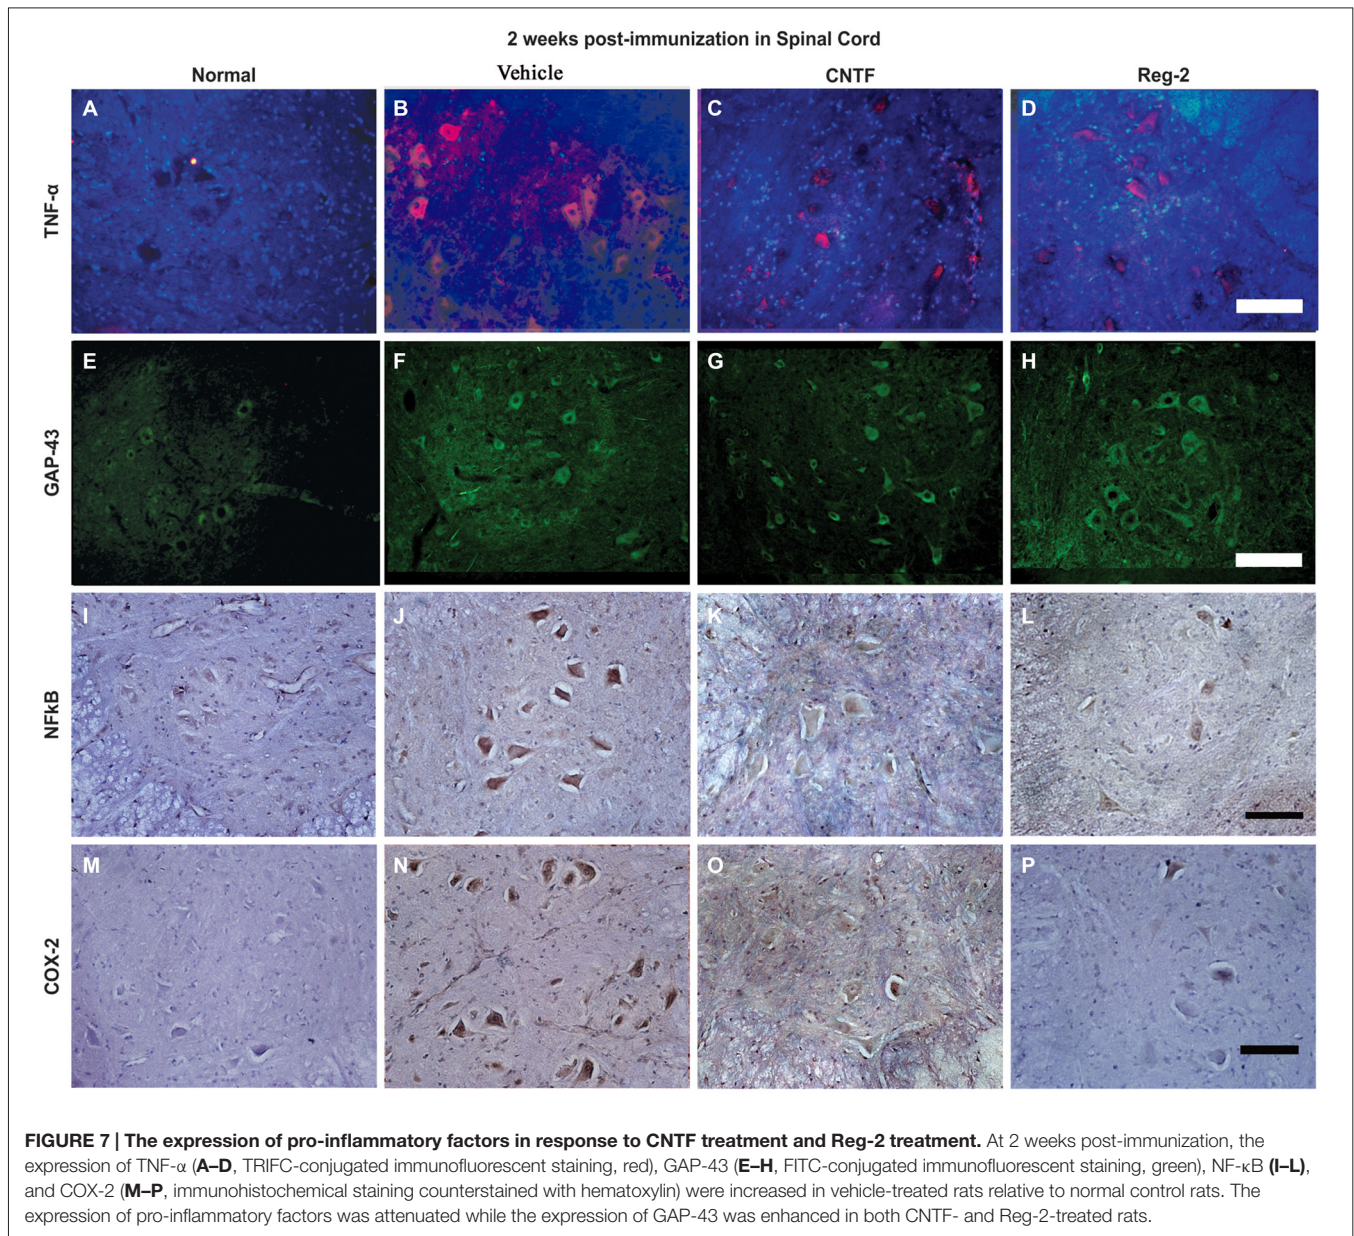 2 weeks post-immunization in Spinal Cord
Normal Vehicle CNTF Reg-2
TNF-α
A B C D
GAP-43
E F G H
NFkB
I J K L
COX-2
M N O P
FIGURE 7 | The expression of pro-inflammatory factors in response to CNTF treatment and Reg-2 treatment. At 2 weeks post-immunization, the
expression of TNF-α (A–D, TRIFC-conjugated immunofluorescent staining, red), GAP-43 (E–H, FITC-conjugated immunofluorescent staining, green), NF-κB (I–L),
and COX-2 (M–P, immunohistochemical staining counterstained with hematoxylin) were increased in vehicle-treated rats relative to normal control rats. The
expression of pro-inflammatory factors was attenuated while the expression of GAP-43 was enhanced in both CNTF- and Reg-2-treated rats.